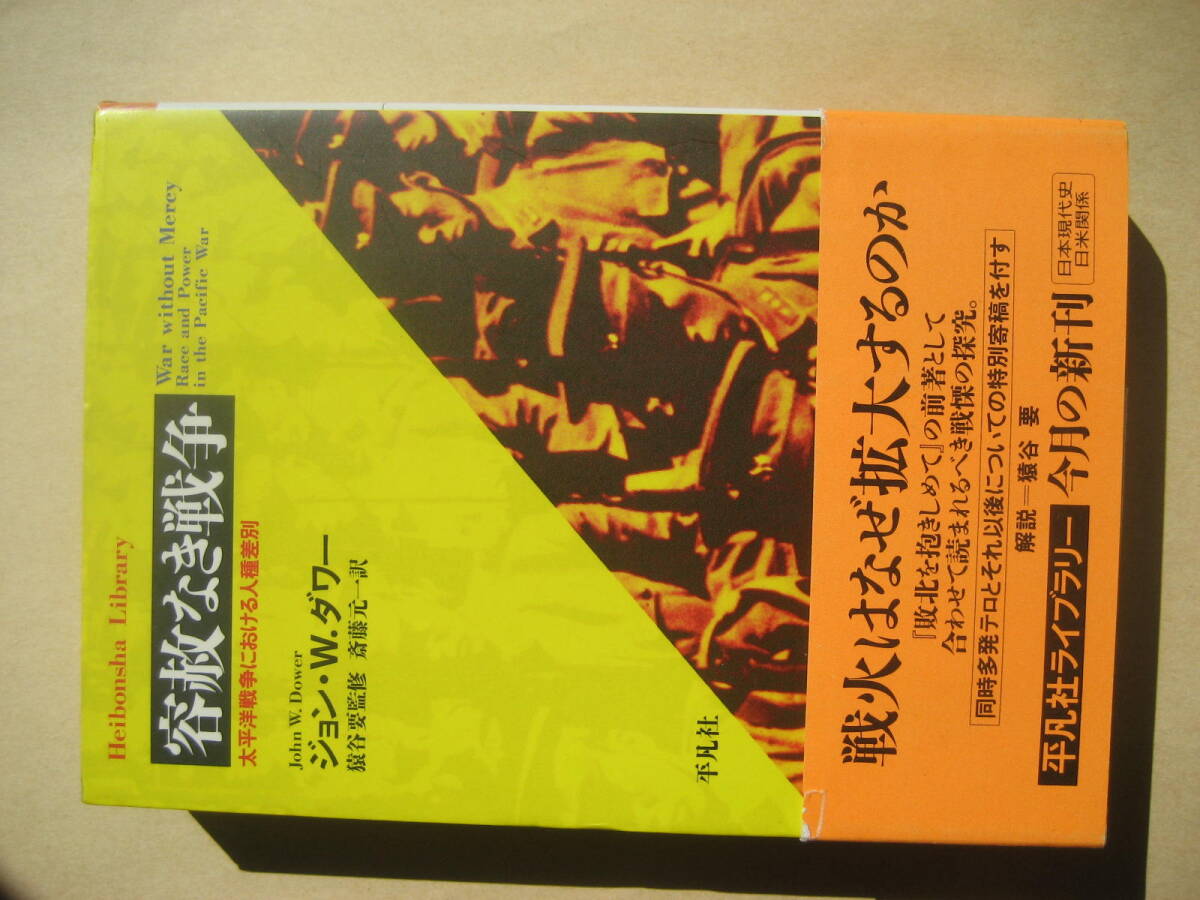 Heibonsha Library
容赦なき戦争
War without Mercy
Race and Power
in the Pacific War
太平洋戦争における人種差別
John W. Dower
ジョン・W.ダワー
猿谷要監修 斎藤元一訳
平凡社
戦火はなぜ拡大するのか
『敗北を抱きしめて』の前著として
合わせて読まれるべき戦慄の探究。
同時多発テロとそれ以後についての特別寄稿を付す
解説=猿谷 要
平凡社ライブラリー 今月の新刊
日本現代史
日米関係